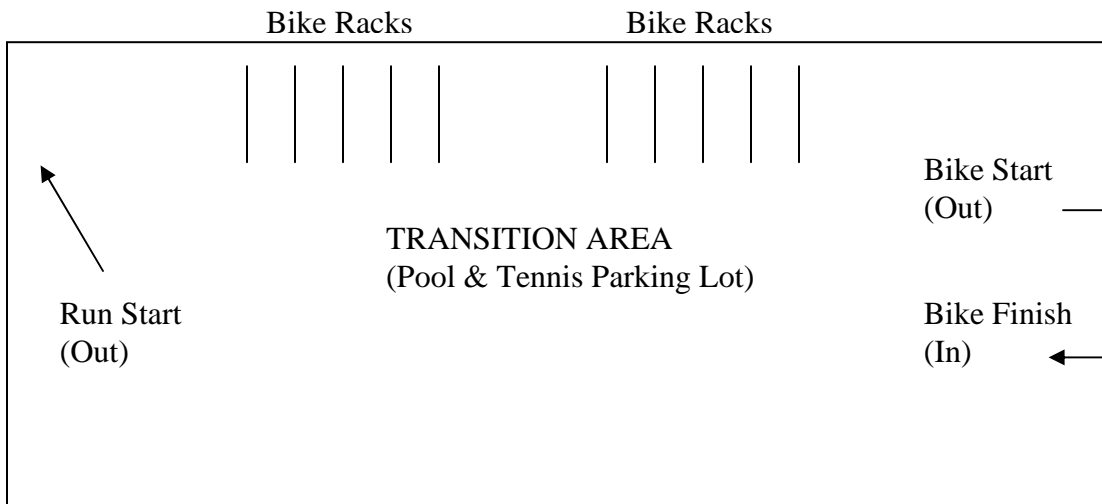 Bike Racks
Bike Racks
Bike Start
(Out)
TRANSITION AREA
(Pool & Tennis Parking Lot)
Run Start
(Out)
Bike Finish
(In)